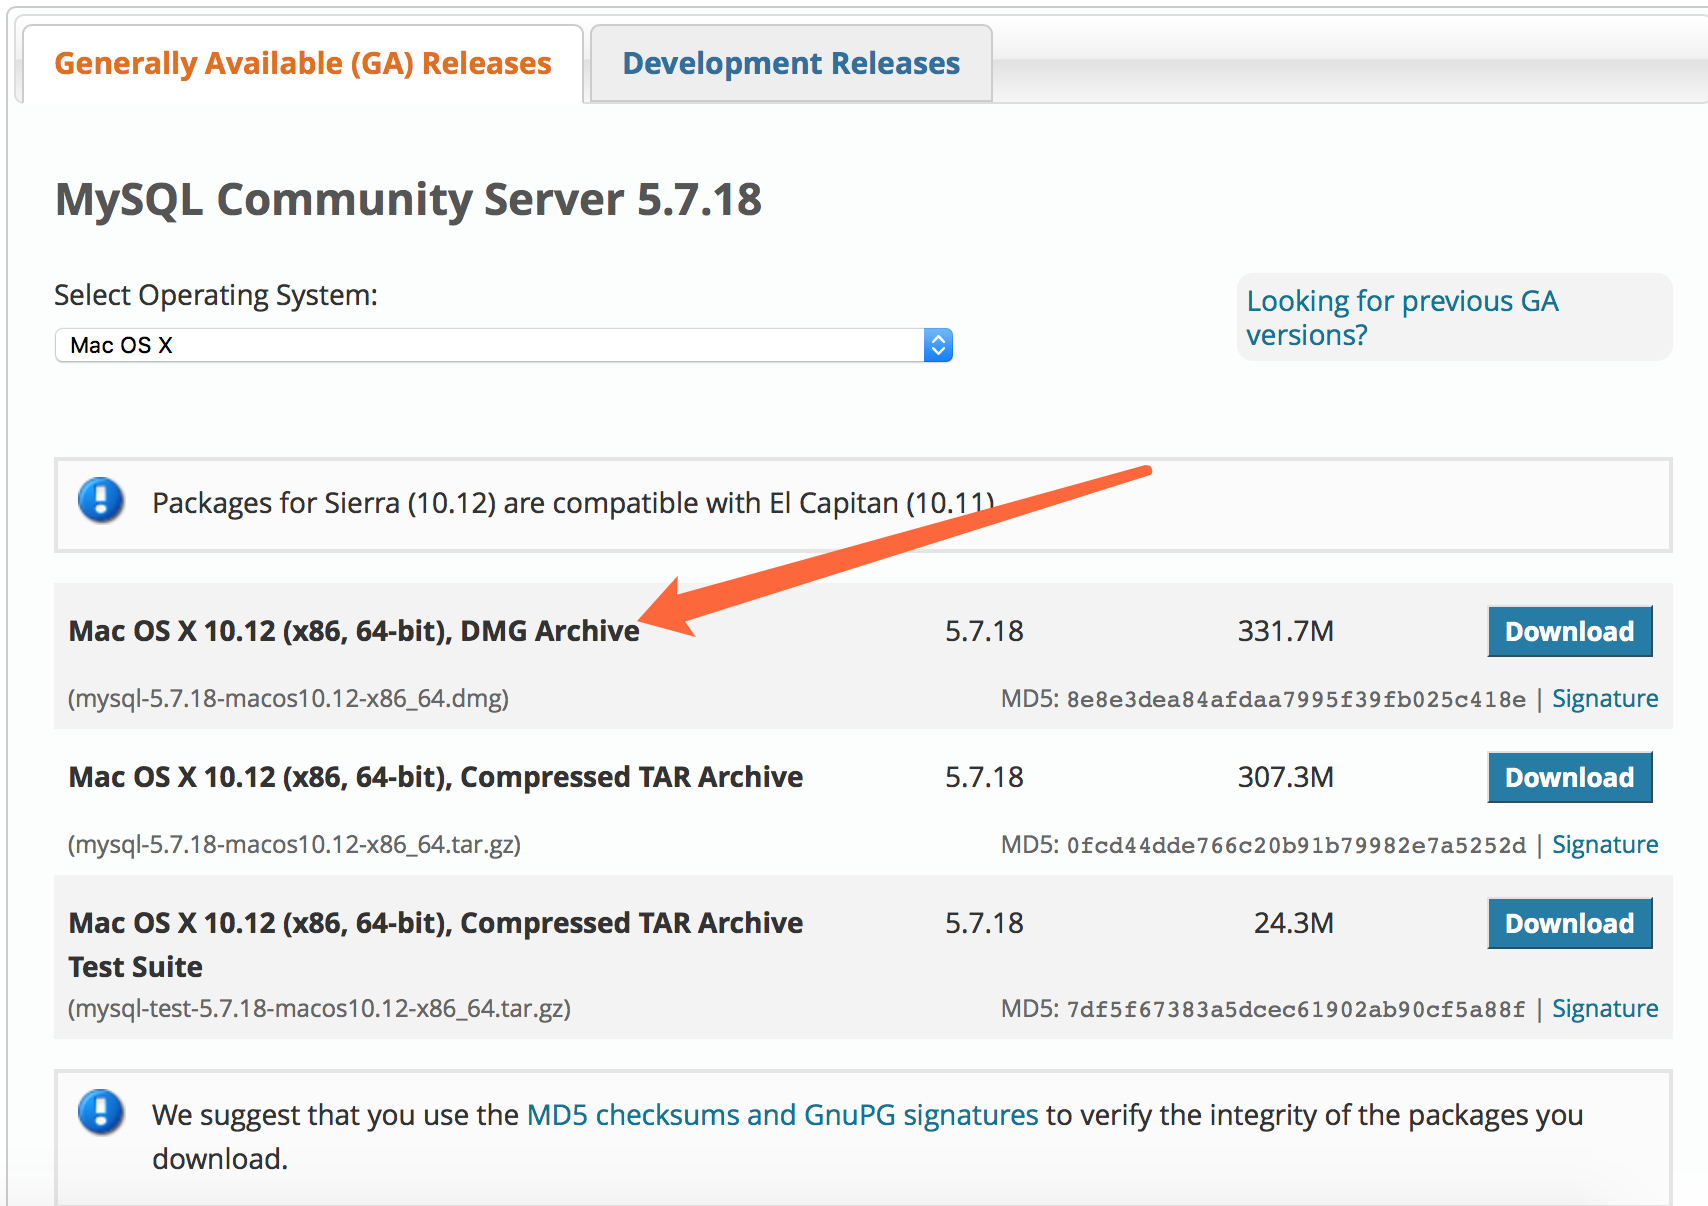 Generally Available (GA) Releases
Development Releases
MySQL Community Server 5.7.18
Select Operating System:
Mac OS X
Looking for previous GA
versions?
Packages for Sierra (10.12) are compatible with El Capitan (10.11)
Mac OS X 10.12 (x86, 64-bit), DMG Archive 5.7.18 331.7M Download
(mysql-5.7.18-macos10.12-x86_64.dmg) MD5: 8e8e3dea84afdaa7995f39fb025c418e | Signature
Mac OS X 10.12 (x86, 64-bit), Compressed TAR Archive 5.7.18 307.3M Download
(mysql-5.7.18-macos10.12-x86_64.tar.gz) MD5: 0fcd44dde766c20b91b79982e7a5252d | Signature
Mac OS X 10.12 (x86, 64-bit), Compressed TAR Archive 5.7.18 24.3M Download
Test Suite
(mysql-test-5.7.18-macos10.12-x86_64.tar.gz) MD5: 7df5f67383a5dcec61902ab90cf5a88f | Signature
We suggest that you use the MD5 checksums and GnuPG signatures to verify the integrity of the packages you
download.